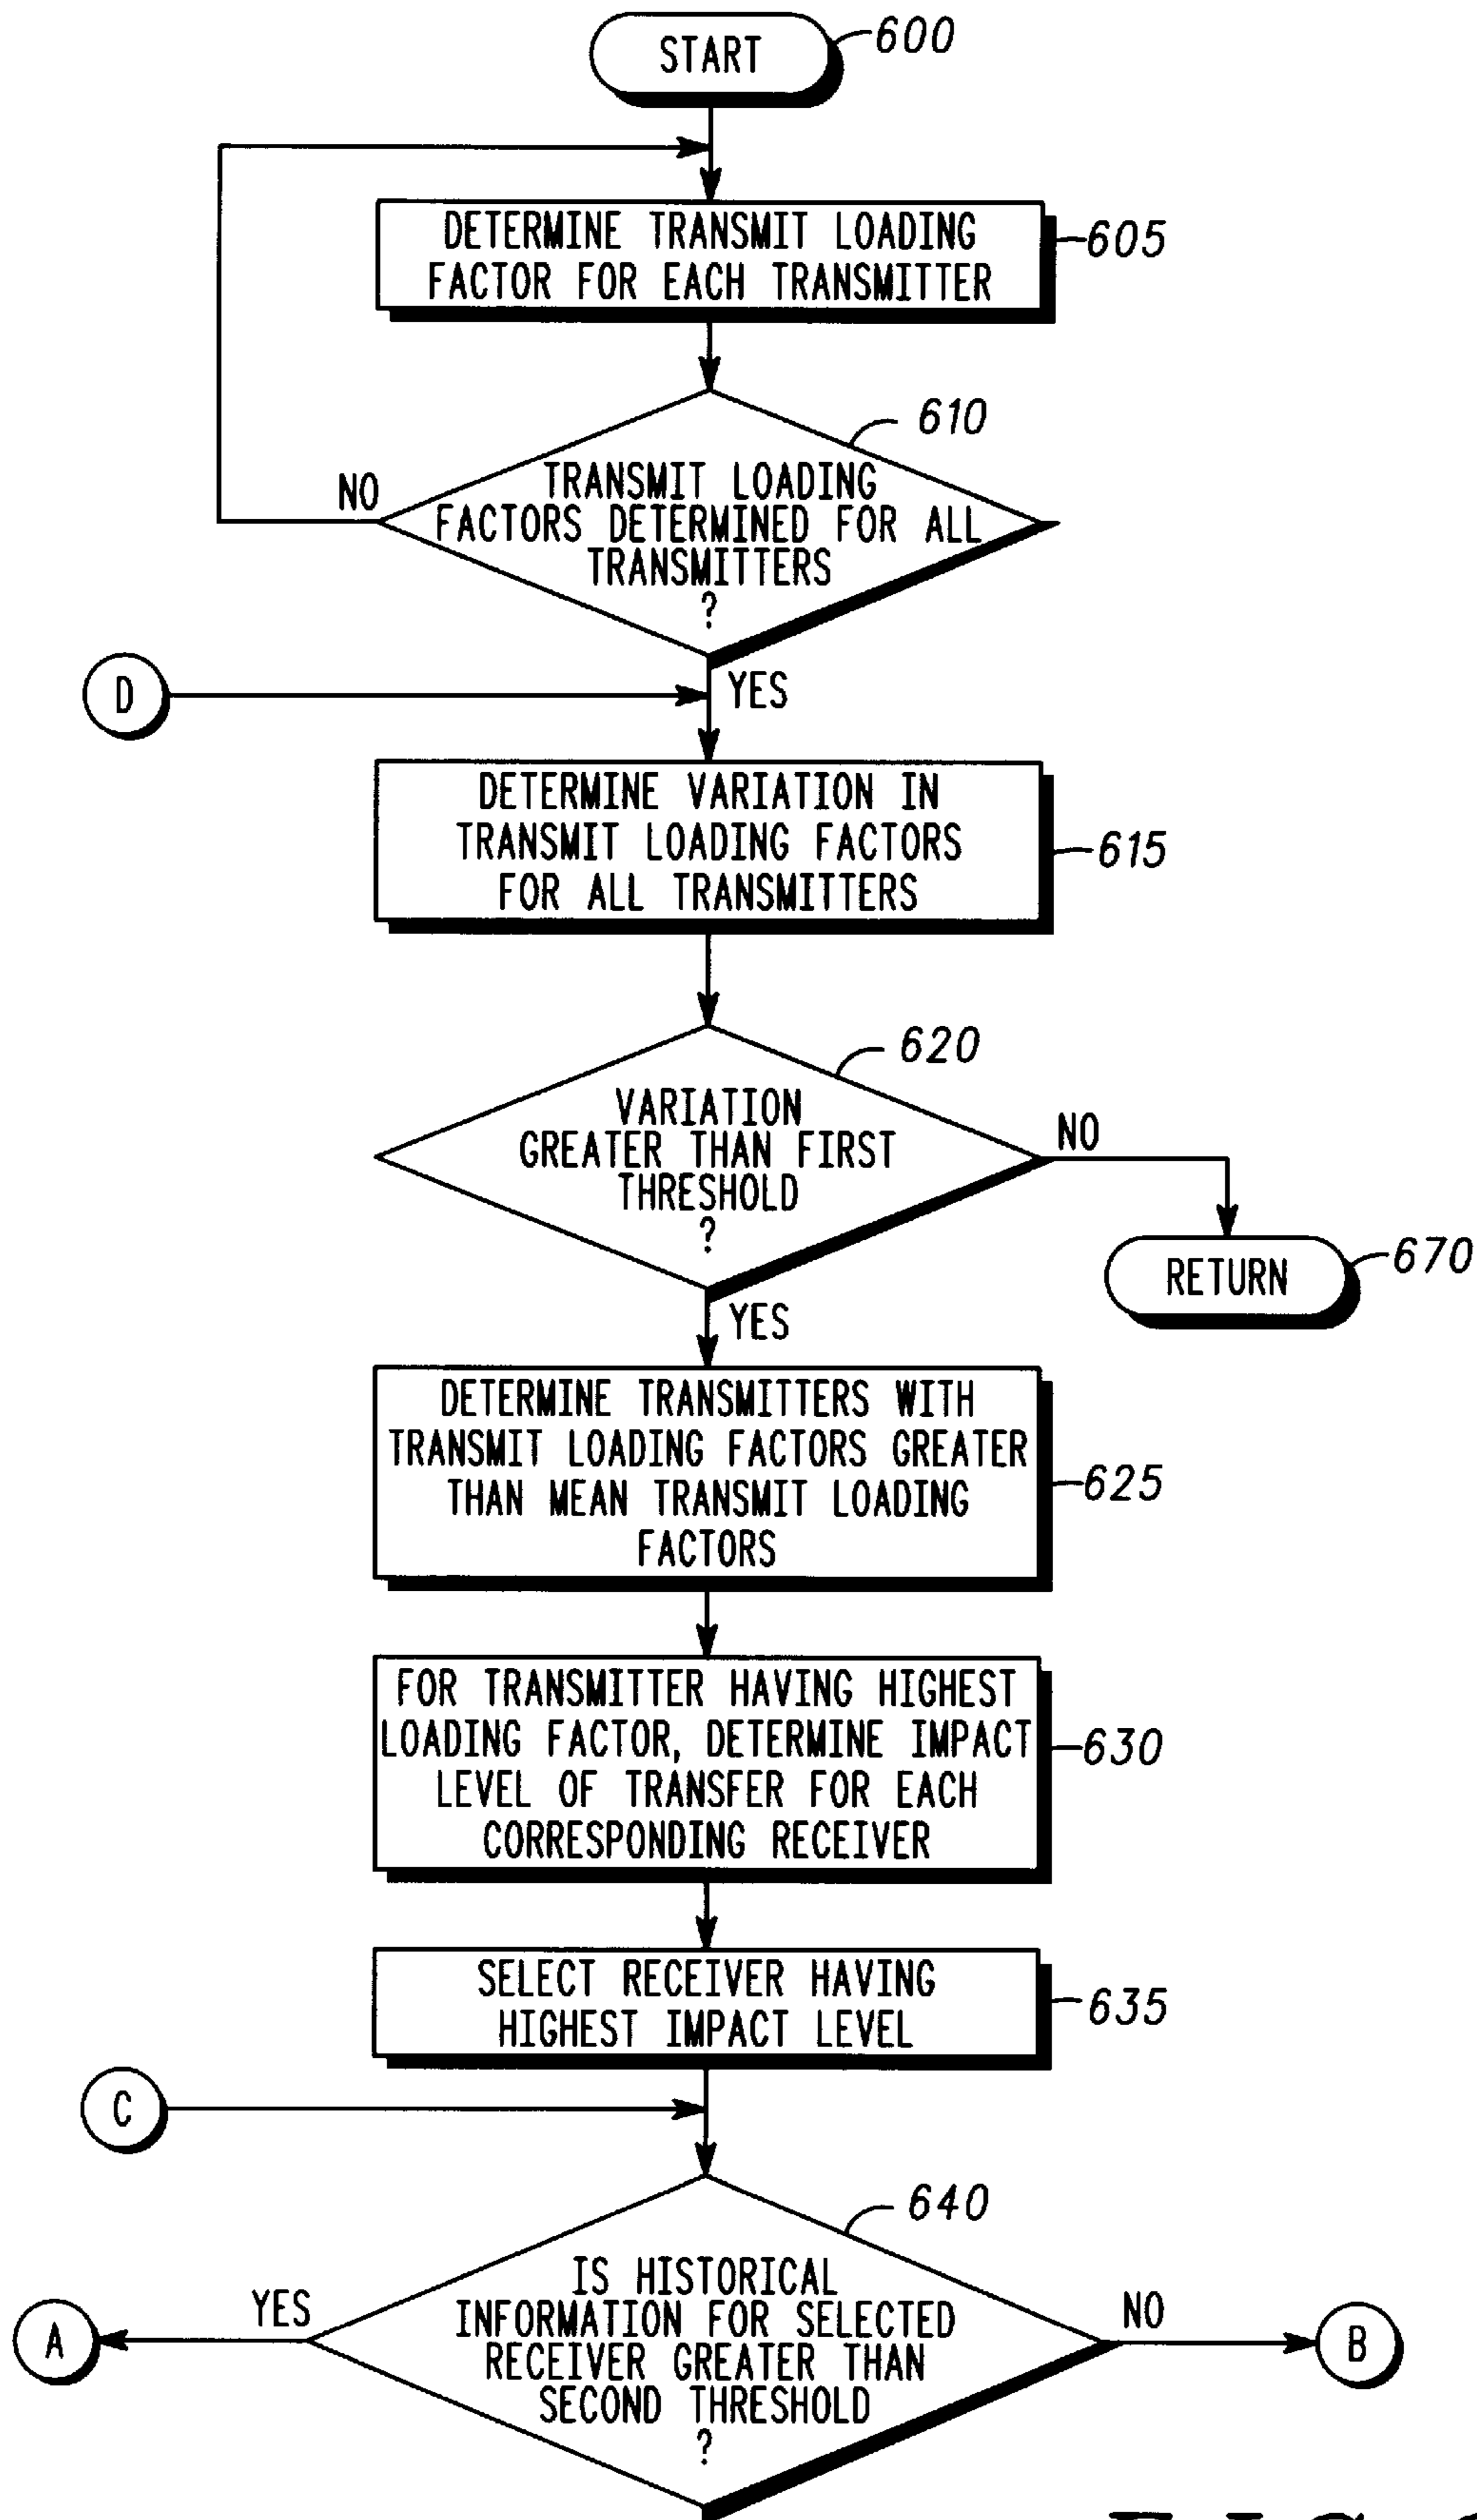 START
600
DETERMINE TRANSMIT LOADING
FACTOR FOR EACH TRANSMITTER
605
610
NO
TRANSMIT LOADING
FACTORS DETERMINED FOR ALL
TRANSMITTERS
?
D
YES
DETERMINE VARIATION IN
TRANSMIT LOADING FACTORS
FOR ALL TRANSMITTERS
615
620
VARIATION
GREATER THAN FIRST
THRESHOLD
?
NO
RETURN
670
YES
DETERMINE TRANSMITTERS WITH
TRANSMIT LOADING FACTORS GREATER
THAN MEAN TRANSMIT LOADING
FACTORS
625
FOR TRANSMITTER HAVING HIGHEST
LOADING FACTOR, DETERMINE IMPACT
LEVEL OF TRANSFER FOR EACH
CORRESPONDING RECEIVER
630
SELECT RECEIVER HAVING
HIGHEST IMPACT LEVEL
635
C
640
IS HISTORICAL
INFORMATION FOR SELECTED
RECEIVER GREATER THAN
SECOND THRESHOLD
?
YES
A
NO
B